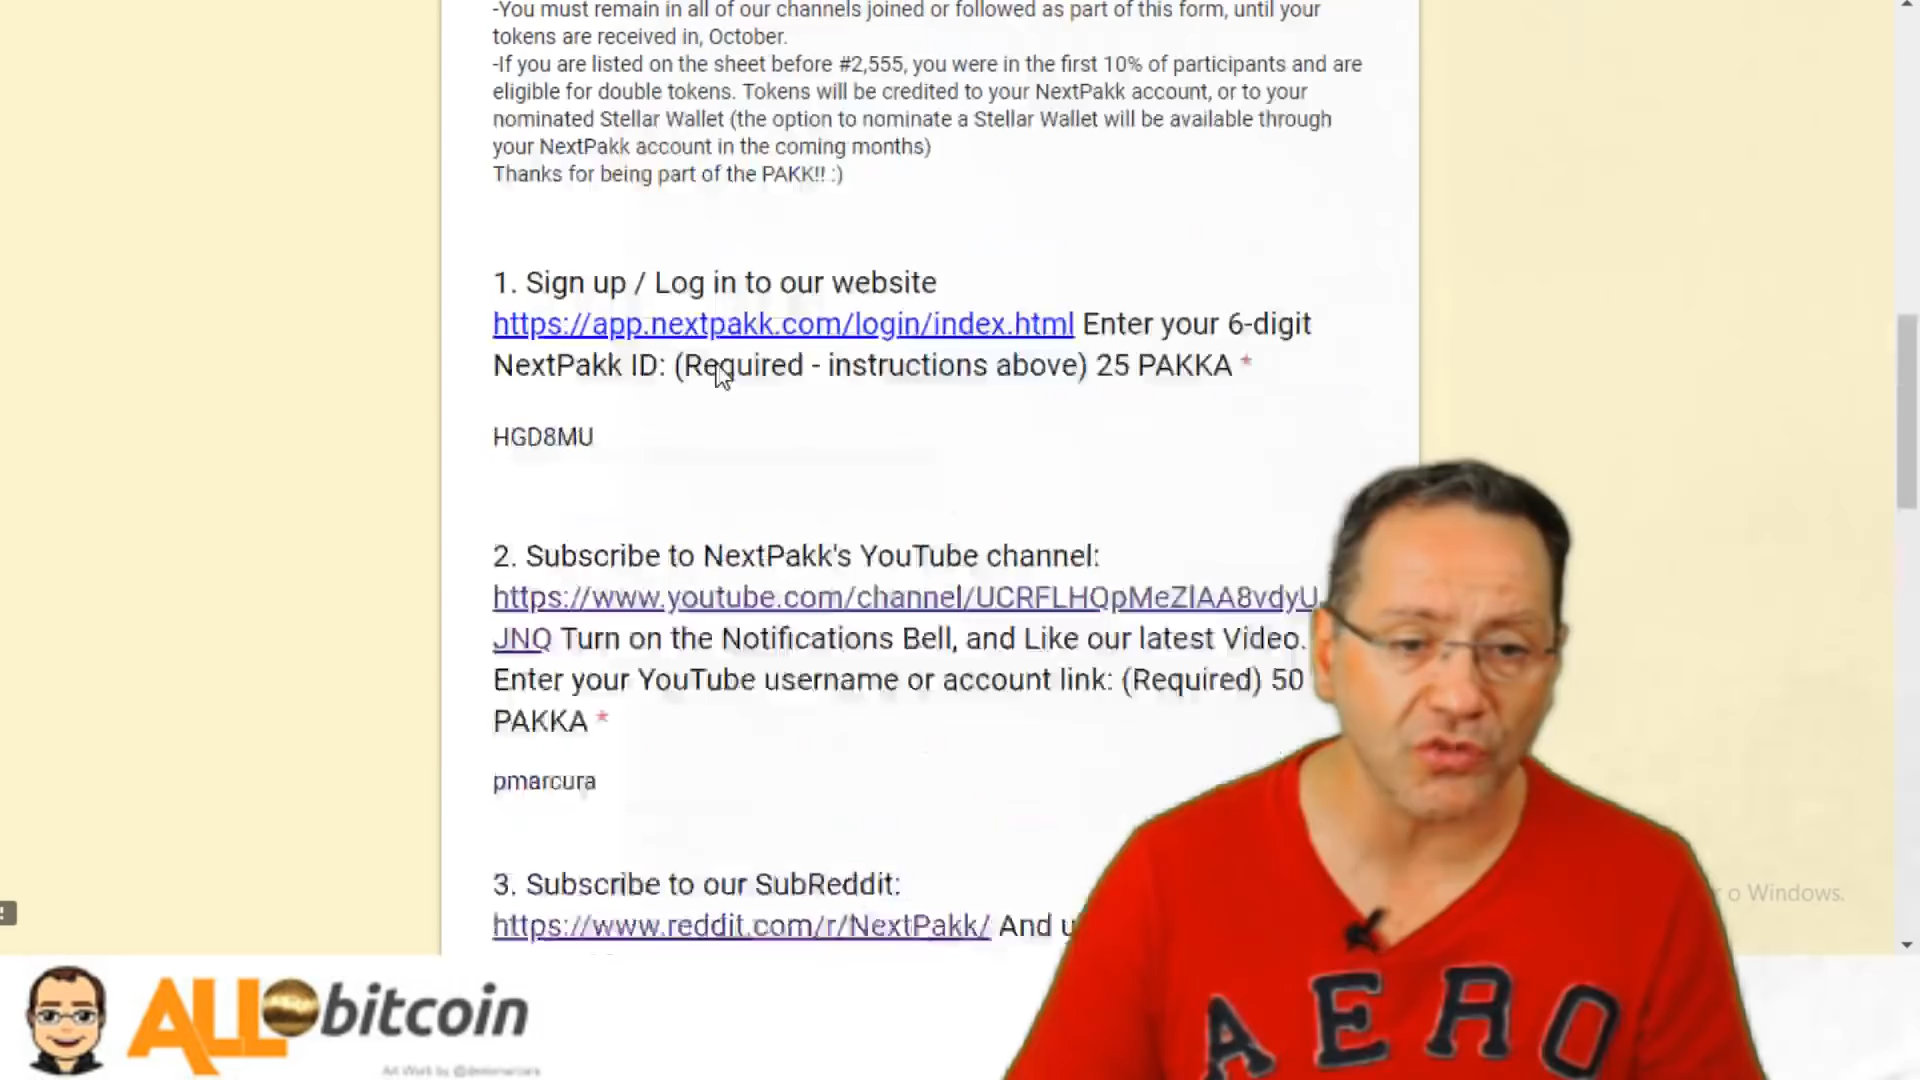 -You must remain in all of our channels joined or followed as part of this form, until your
tokens are received in, October.
-If you are listed on the sheet before #2,555, you were in the first 10% of participants and are
eligible for double tokens. Tokens will be credited to your NextPakk account, or to your
nominated Stellar Wallet (the option to nominate a Stellar Wallet will be available through
your NextPakk account in the coming months)
Thanks for being part of the PAKK!! :)
1. Sign up / Log in to our website
https://app.nextpakk.com/login/index.html Enter your 6-digit
NextPakk ID: (Required - instructions above) 25 PAKKA *
HGD8MU
2. Subscribe to NextPakk's YouTube channel:
https://www.youtube.com/channel/UCRFLHQpMeZlAA8vdyU
JNQ Turn on the Notifications Bell, and Like our latest Video.
Enter your YouTube username or account link: (Required) 50
PAKKA *
pmarcura
3. Subscribe to our SubReddit:
https://www.reddit.com/r/NextPakk/ And
o Windows.
ALLbitcoin
Art Work by
AERO